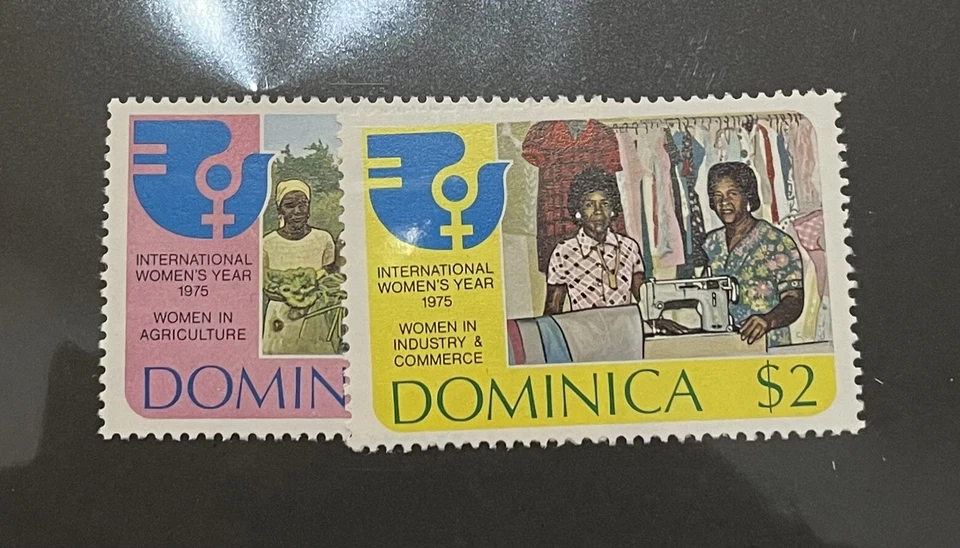 INTERNATIONAL
WOMEN'S YEAR
1975
WOMEN IN
AGRICULTURE
DOMIN
INTERNATIONAL
WOMEN'S YEAR
1975
WOMEN IN
INDUSTRY &
COMMERCE
DOMINICA $2